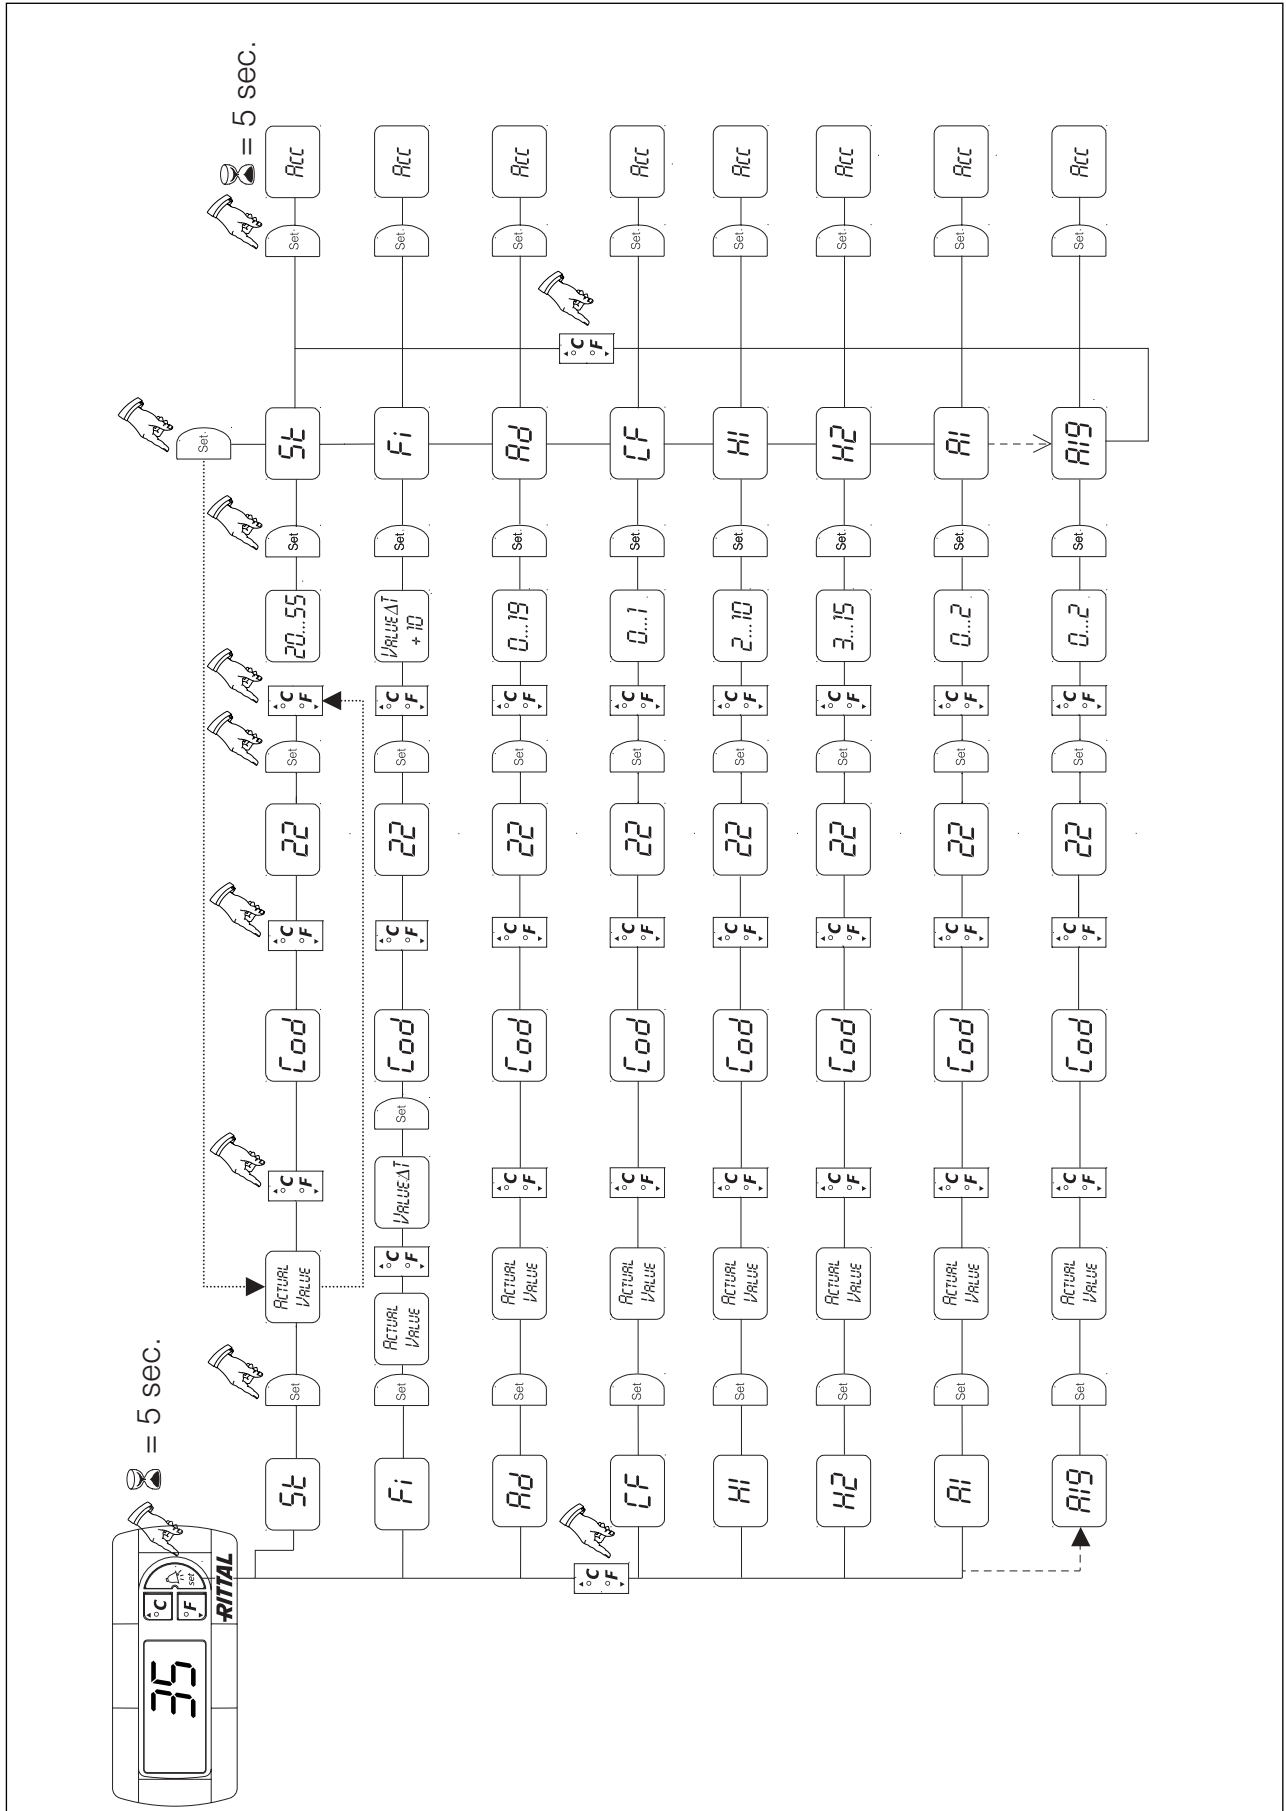 35 °C °F set RITTAL
= 5 sec.
Set
= 5 sec.
St Set ACTUAL VALUE °C °F Cod °C °F 22 Set °C °F 20...55 Set St Set ACC
Fi Set ACTUAL VALUE °C °F VALUE ΔT Set Cod °C °F 22 Set °C °F VALUE ΔT + 10 Set Fi Set ACC
Ad Set ACTUAL VALUE °C °F Cod °C °F 22 Set °C °F 0...19 Set Ad Set ACC
°C °F
°C °F
CF Set ACTUAL VALUE °C °F Cod °C °F 22 Set °C °F 0...1 Set CF Set ACC
H1 Set ACTUAL VALUE °C °F Cod °C °F 22 Set °C °F 2...10 Set H1 Set ACC
H2 Set ACTUAL VALUE °C °F Cod °C °F 22 Set °C °F 3...15 Set H2 Set ACC
A1 Set ACTUAL VALUE °C °F Cod °C °F 22 Set °C °F 0...2 Set A1 Set ACC
A19 Set ACTUAL VALUE °C °F Cod °C °F 22 Set °C °F 0...2 Set A19 Set ACC